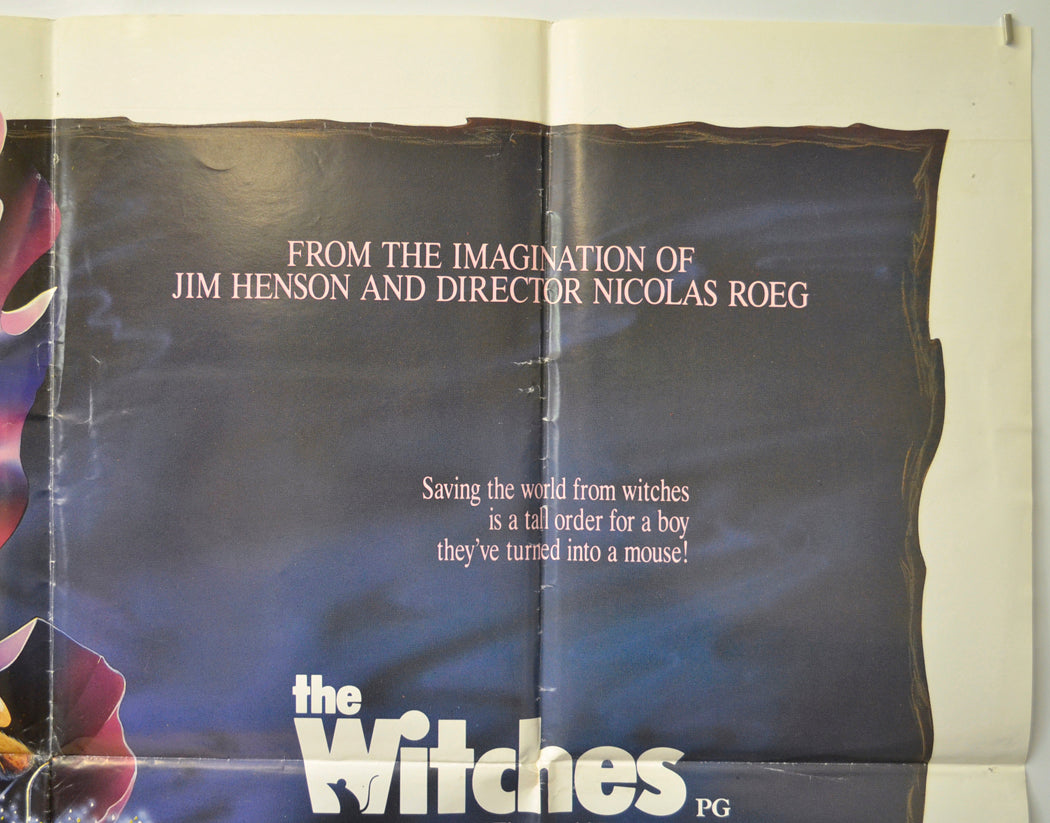 FROM THE IMAGINATION OF
JIM HENSON AND DIRECTOR NICOLAS ROEG
Saving the world from witches
is a tall order for a boy
they've turned into a mouse!
the
Witches PG